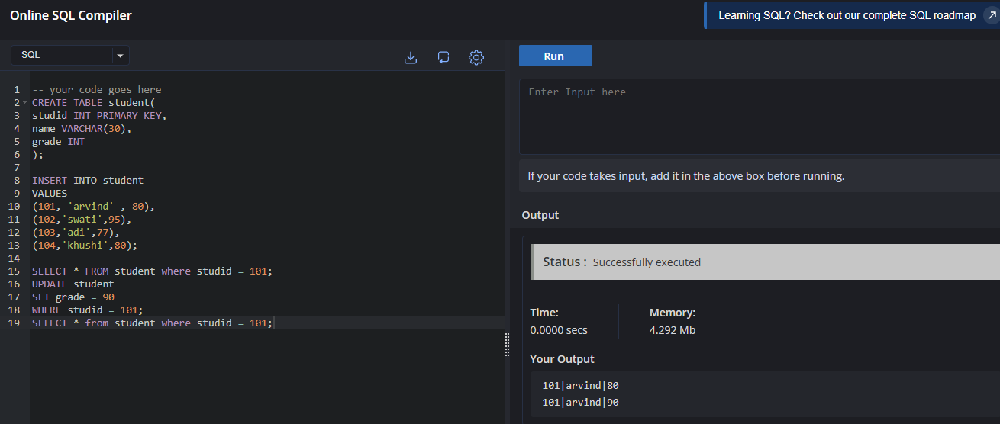 Online SQL Compiler
Learning SQL? Check out our complete SQL roadmap
SQL
1 -- your code goes here
2 CREATE TABLE student(
3 studid INT PRIMARY KEY,
4 name VARCHAR(30),
5 grade INT
6 );
7
8 INSERT INTO student
9 VALUES
10 (101, 'arvind' , 80),
11 (102,'swati',95),
12 (103,'adi',77),
13 (104,'khushi',80);
14
15 SELECT * FROM student where studid = 101;
16 UPDATE student
17 SET grade = 90
18 WHERE studid = 101;
19 SELECT * from student where studid = 101;
Run
Enter Input here
If your code takes input, add it in the above box before running.
Output
Status : Successfully executed
Time: Memory:
0.0000 secs 4.292 Mb
Your Output
101|arvind|80
101|arvind|90